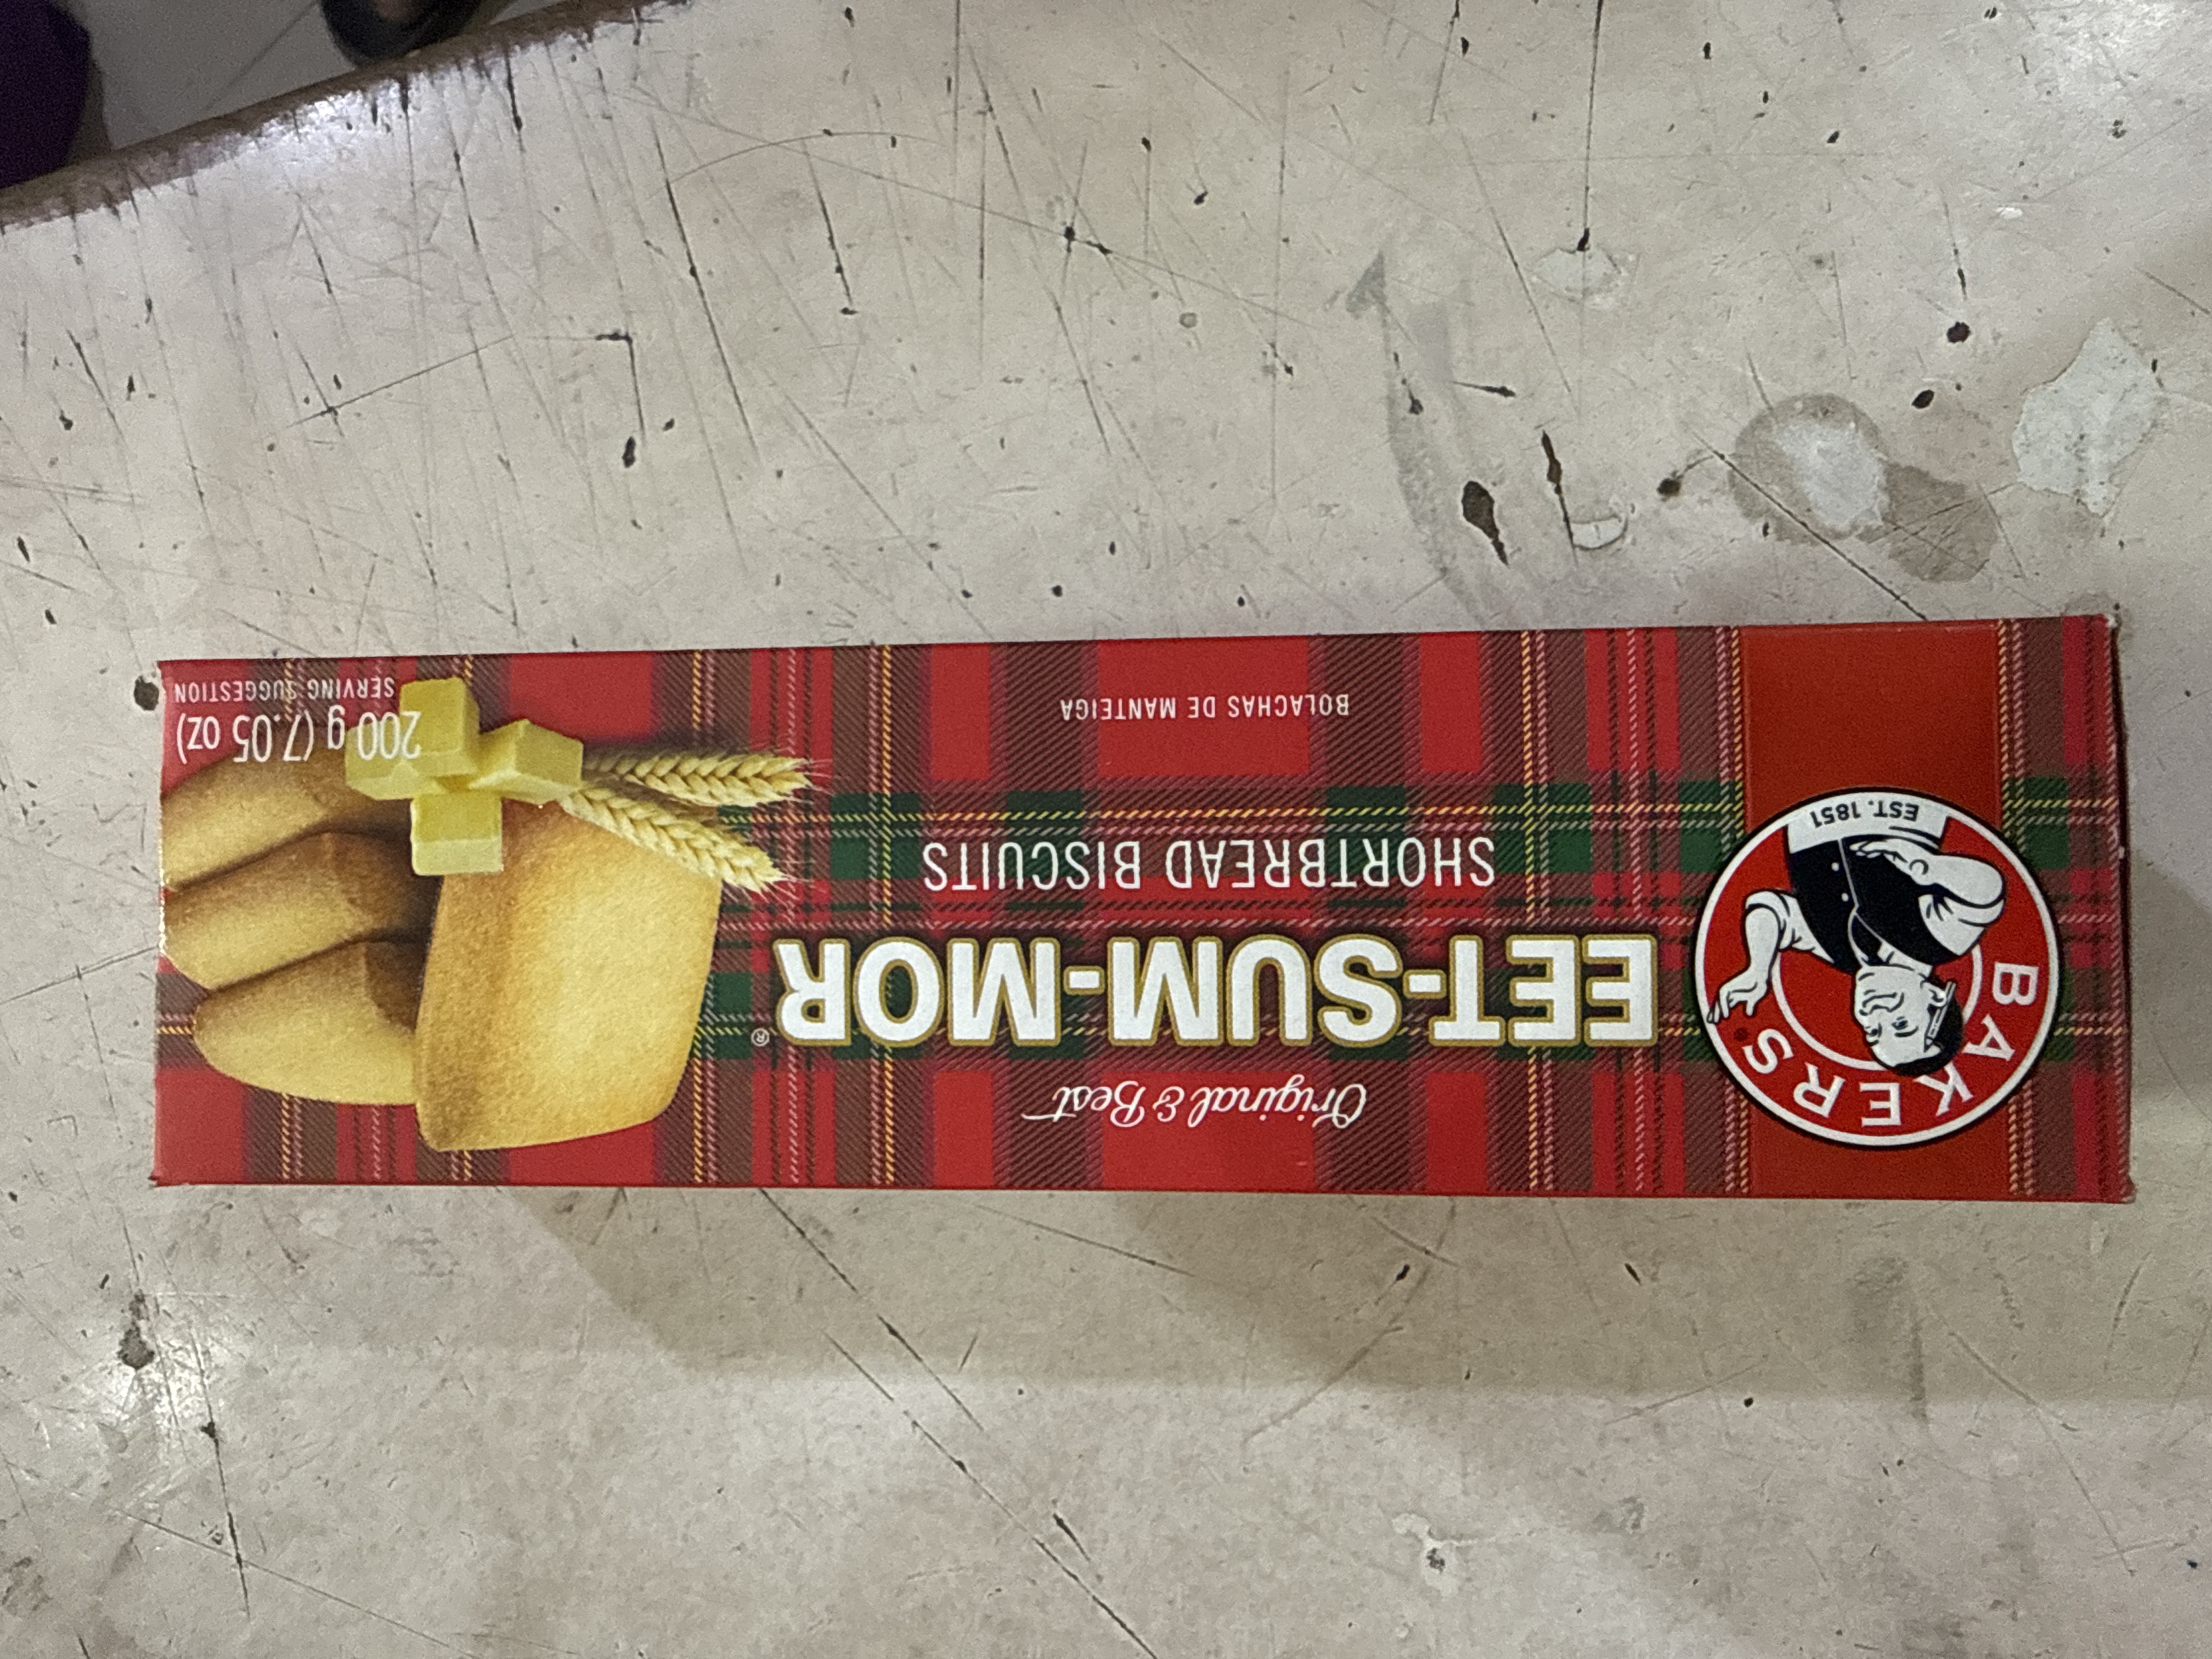 BAKERS
EST. 1851
Original & Best
EET-SUM-MOR®
SHORTBREAD BISCUITS
BOLACHAS DE MANTEIGA
200 g (7.05 oz)
SERVING SUGGESTION